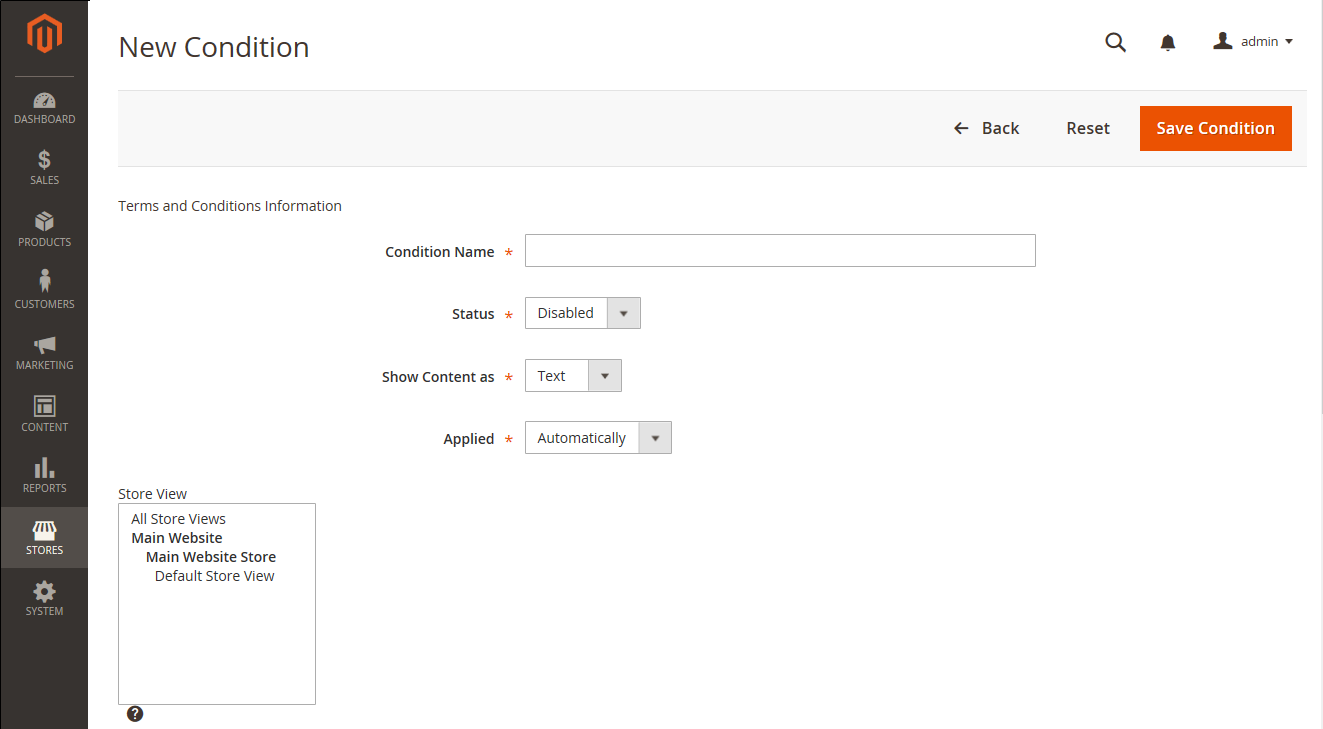 New Condition
admin
DASHBOARD
SALES
PRODUCTS
CUSTOMERS
MARKETING
CONTENT
REPORTS
STORES
SYSTEM
Back Reset Save Condition
Terms and Conditions Information
Condition Name *
Status * Disabled
Show Content as * Text
Applied * Automatically
Store View
All Store Views
Main Website
Main Website Store
Default Store View
?